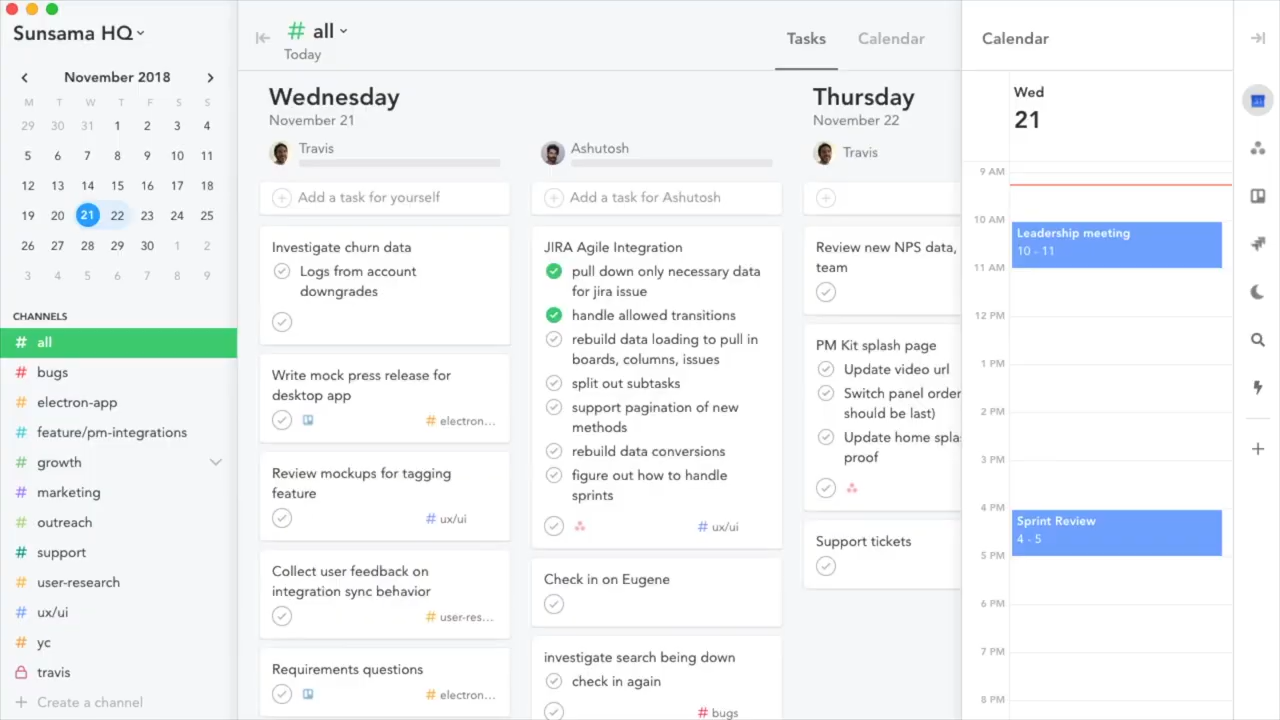 Sunsama HQ
November 2018
M T W T F S S
29 30 31 1 2 3 4
5 6 7 8 9 10 11
12 13 14 15 16 17 18
19 20 21 22 23 24 25
26 27 28 29 30 1 2
3 4 5 6 7 8 9
CHANNELS
# all
# bugs
# electron-app
# feature/pm-integrations
# growth
# marketing
# outreach
# support
# user-research
# ux/ui
# yc
travis
+ Create a channel
# all
Today
Tasks
Calendar
Wednesday
November 21
Travis
Add a task for yourself
Investigate churn data
Logs from account
downgrades
Write mock press release for
desktop app
# electron...
Review mockups for tagging
feature
# ux/ui
Collect user feedback on
integration sync behavior
# user-res...
Requirements questions
# electron...
Ashutosh
Add a task for Ashutosh
JIRA Agile Integration
pull down only necessary data
for jira issue
handle allowed transitions
rebuild data loading to pull in
boards, columns, issues
split out subtasks
support pagination of new
methods
rebuild data conversions
figure out how to handle
sprints
# ux/ui
Check in on Eugene
investigate search being down
check in again
# bugs
Thursday
November 22
Travis
Review new NPS data,
team
PM Kit splash page
Update video url
Switch panel order
should be last)
Update home spla
proof
Support tickets
Calendar
Wed
21
9 AM
10 AM
Leadership meeting
10 - 11
11 AM
12 PM
1 PM
2 PM
3 PM
4 PM
Sprint Review
4 - 5
5 PM
6 PM
7 PM
8 PM